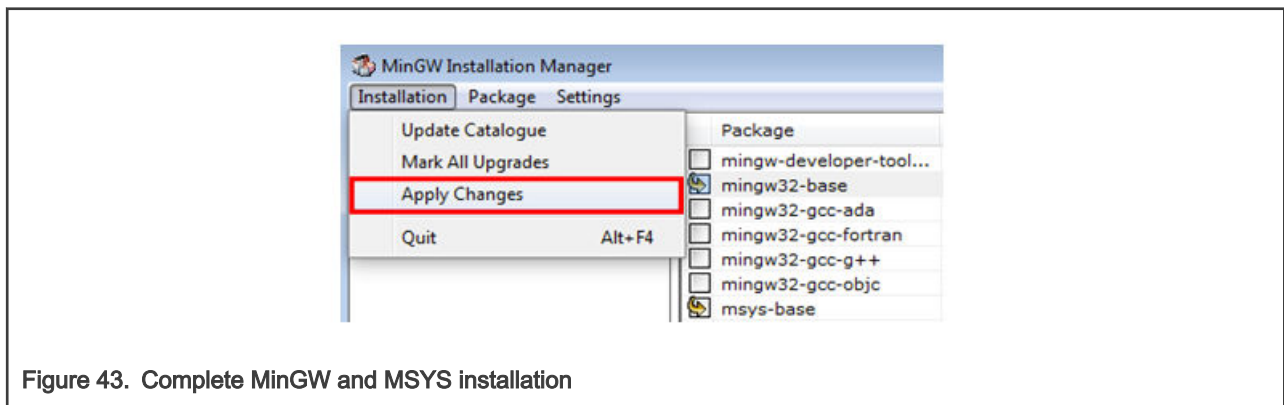 MinGW Installation Manager
Installation Package Settings
Update Catalogue
Mark All Upgrades
Apply Changes
Quit Alt+F4
Package
mingw-developer-tool...
mingw32-base
mingw32-gcc-ada
mingw32-gcc-fortran
mingw32-gcc-g++
mingw32-gcc-objc
msys-base
Figure 43. Complete MinGW and MSYS installation